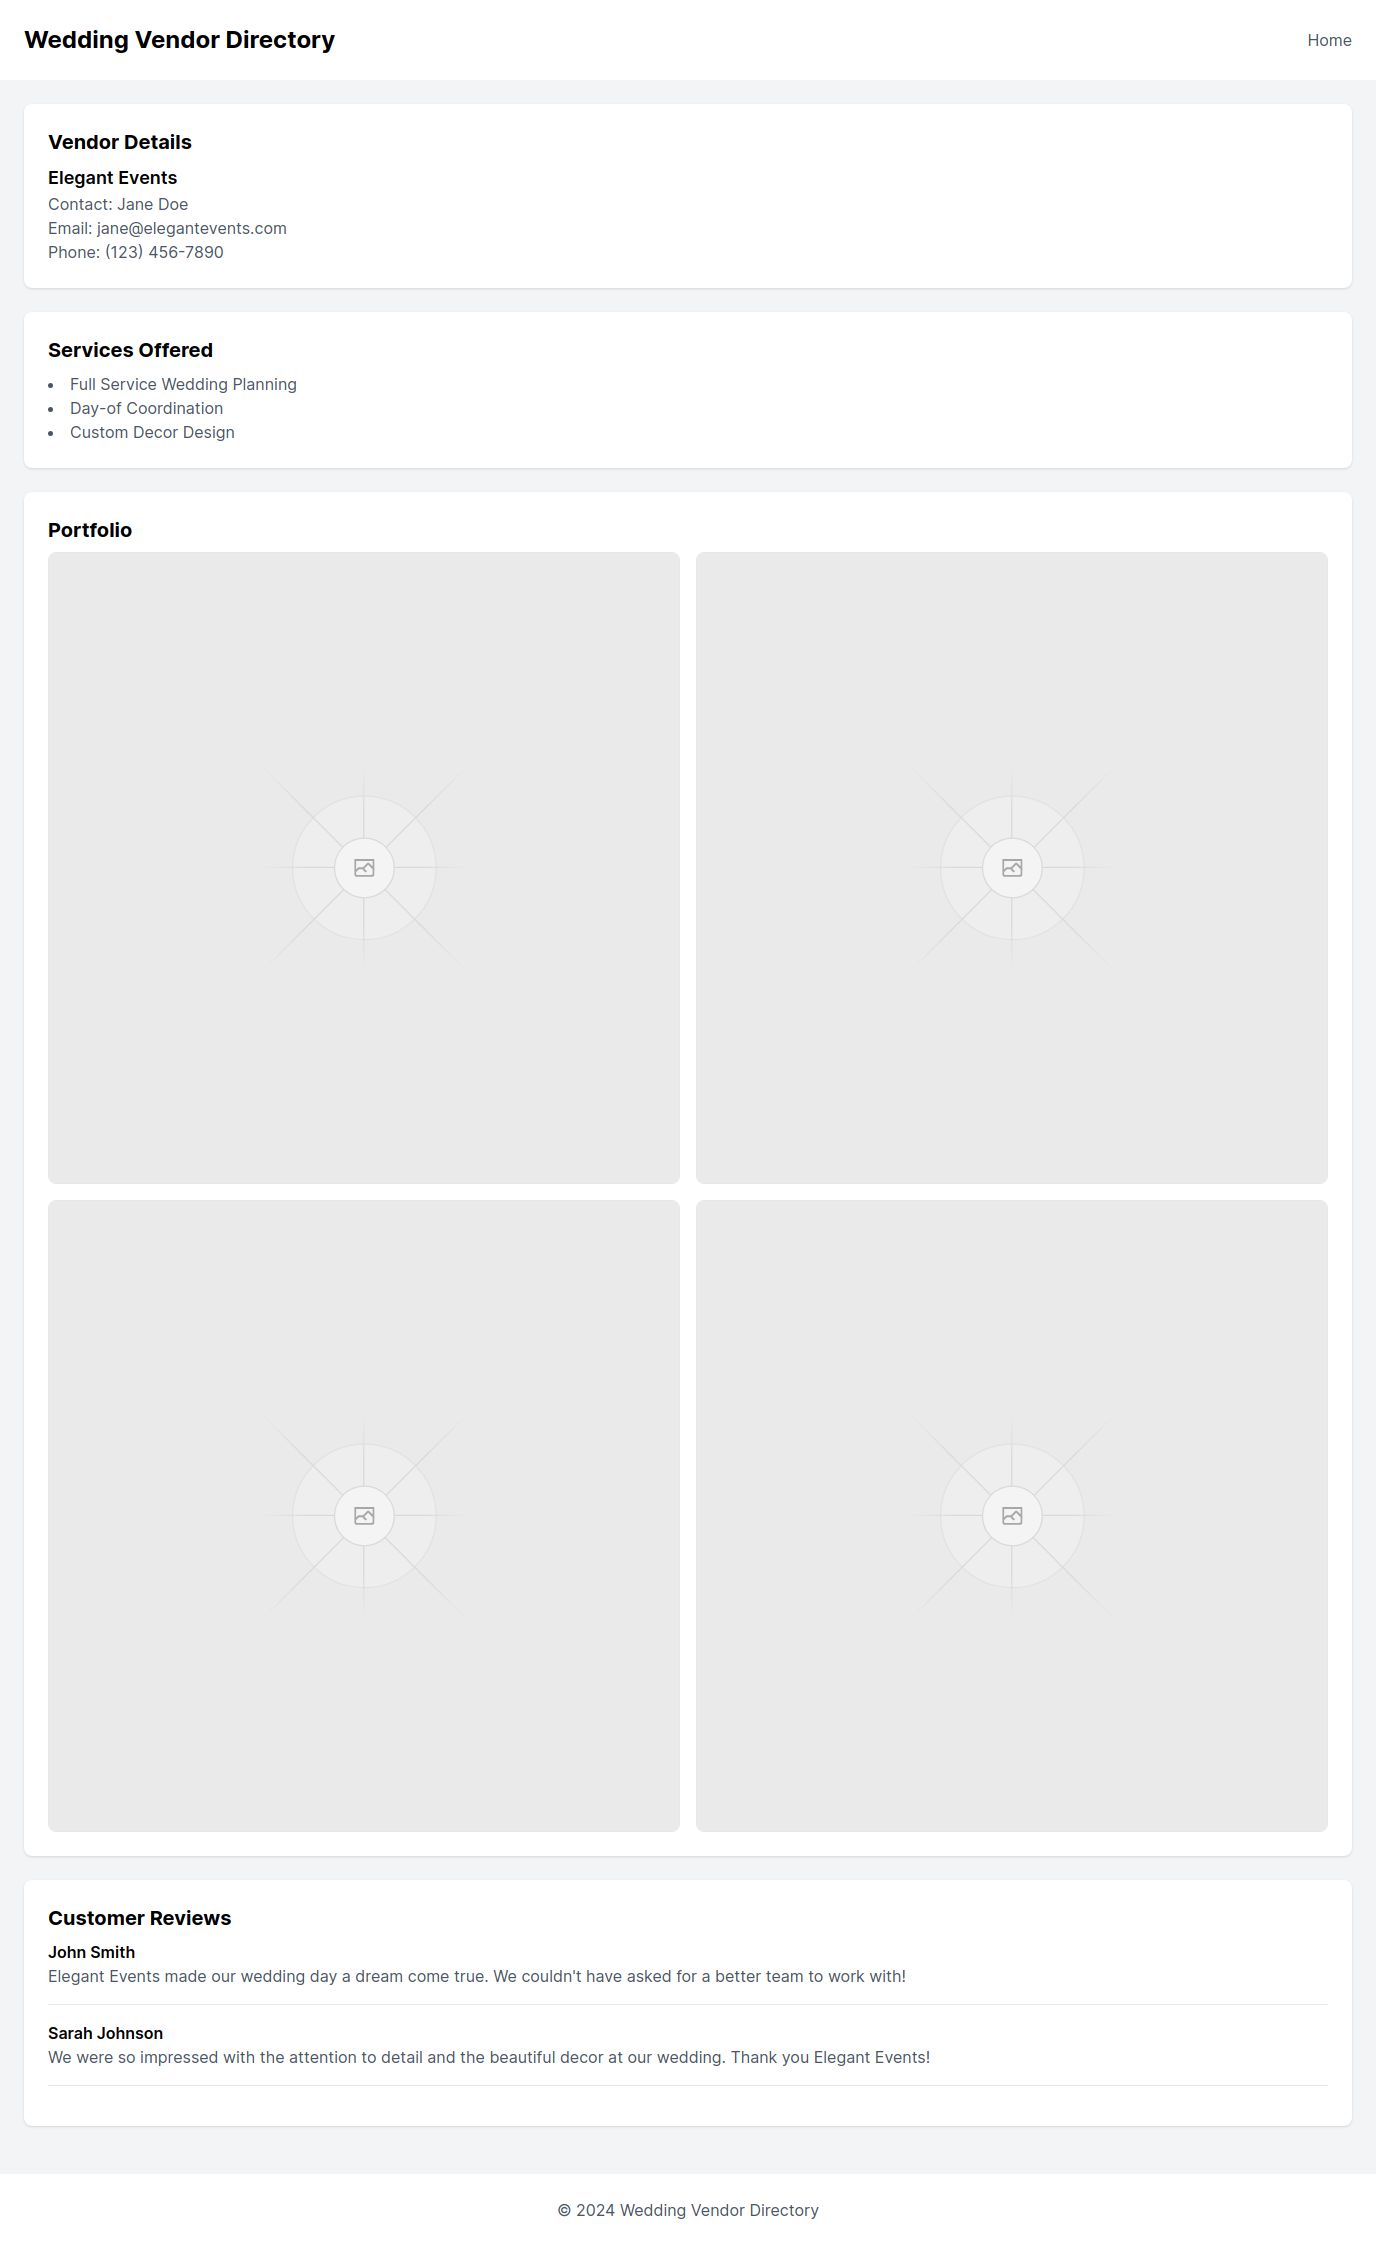 Wedding Vendor Directory
Home
Vendor Details
Elegant Events
Contact: Jane Doe
Email: jane@elegantevents.com
Phone: (123) 456-7890
Services Offered
• Full Service Wedding Planning
• Day-of Coordination
• Custom Decor Design
Portfolio
Customer Reviews
John Smith
Elegant Events made our wedding day a dream come true. We couldn't have asked for a better team to work with!
Sarah Johnson
We were so impressed with the attention to detail and the beautiful decor at our wedding. Thank you Elegant Events!
© 2024 Wedding Vendor Directory